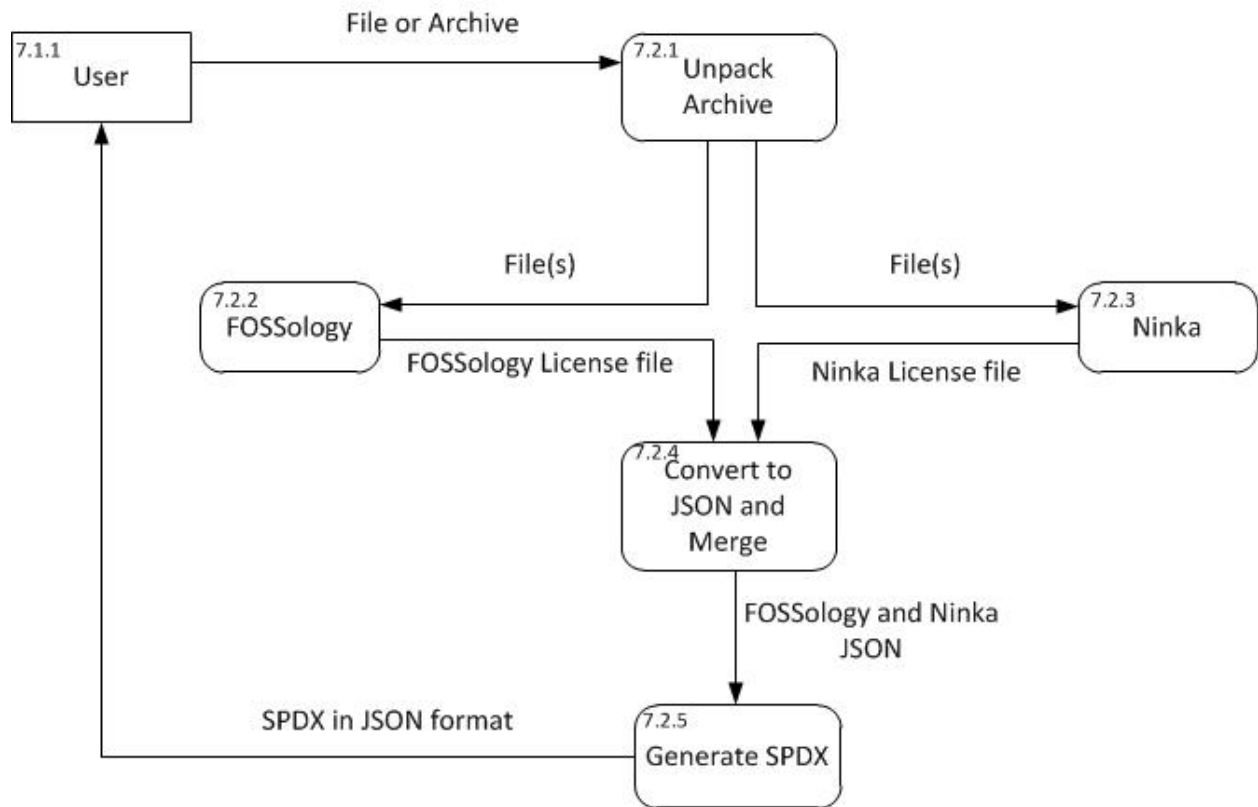 File or Archive
7.1.1
User
7.2.1
Unpack
Archive
File(s)
File(s)
7.2.2
FOSSology
7.2.3
Ninka
FOSSology License file
Ninka License file
7.2.4
Convert to
JSON and
Merge
FOSSology and Ninka
JSON
SPDX in JSON format
7.2.5
Generate SPDX